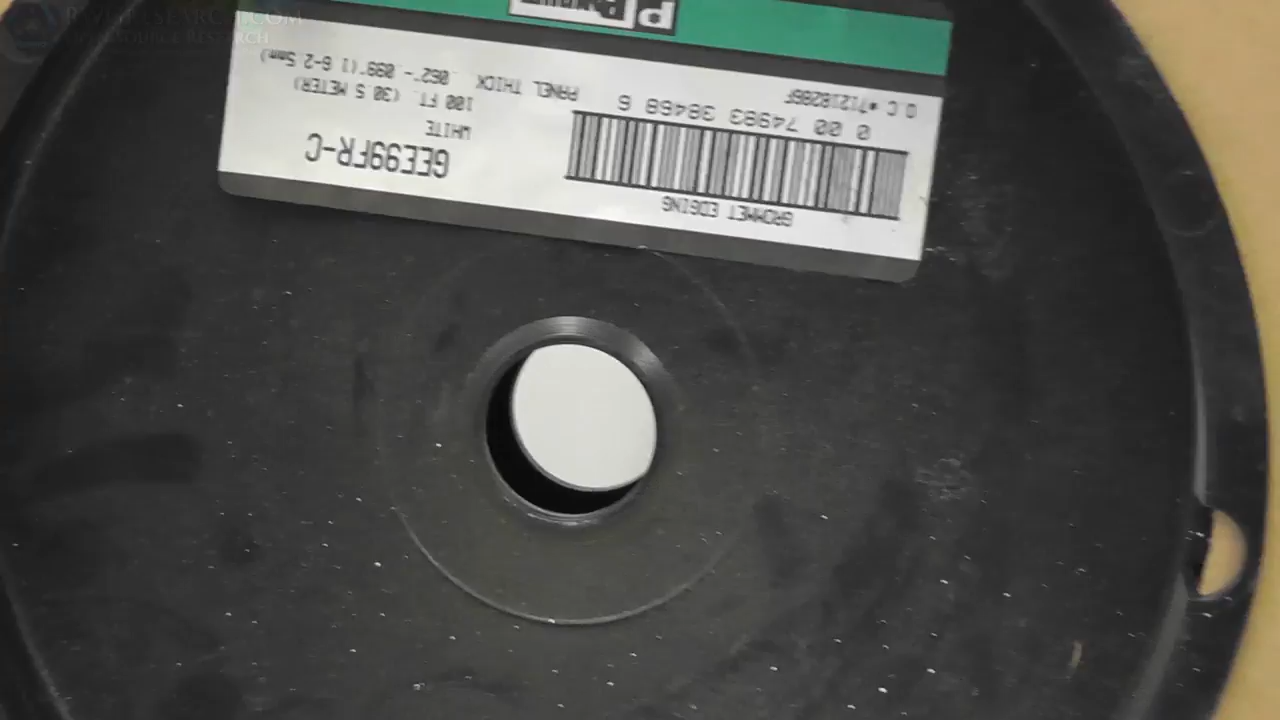 GROMMET EDGING
GEE99FR-C
WHITE
0 00 74983 38468 6
100 FT. (30.5 METER)
PANEL THICK .062"-.099"(1.6-2.5mm)